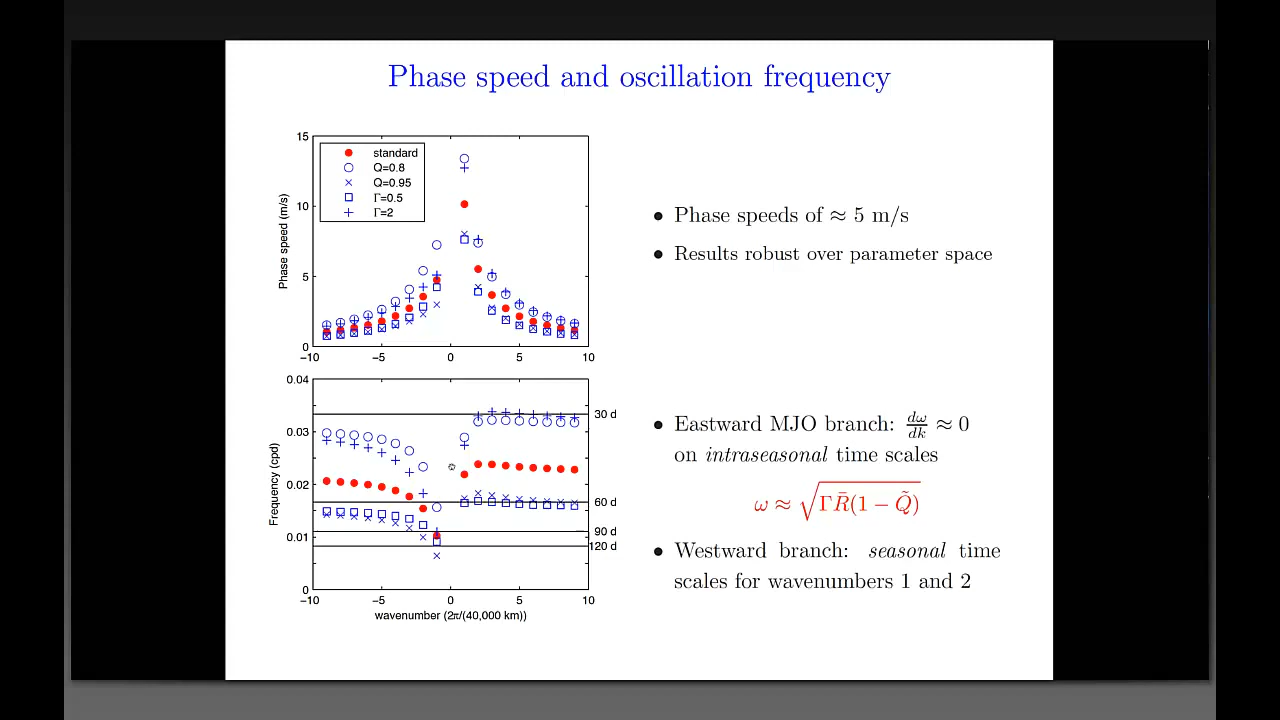 Phase speed and oscillation frequency
15
10
5
0
Phase speed (m/s)
standard
Q=0.8
Q=0.95
Γ=0.5
Γ=2
−10
−5
0
5
10
0.04
0.03
0.02
0.01
0
Frequency (cpd)
30 d
60 d
90 d
120 d
−10
−5
0
5
10
wavenumber (2π/(40,000 km))
• Phase speeds of ≈ 5 m/s
• Results robust over parameter space
• Eastward MJO branch: dω/dk ≈ 0
on intraseasonal time scales
ω ≈ √(ΓR̄(1 − Q̃))
• Westward branch: seasonal time
scales for wavenumbers 1 and 2